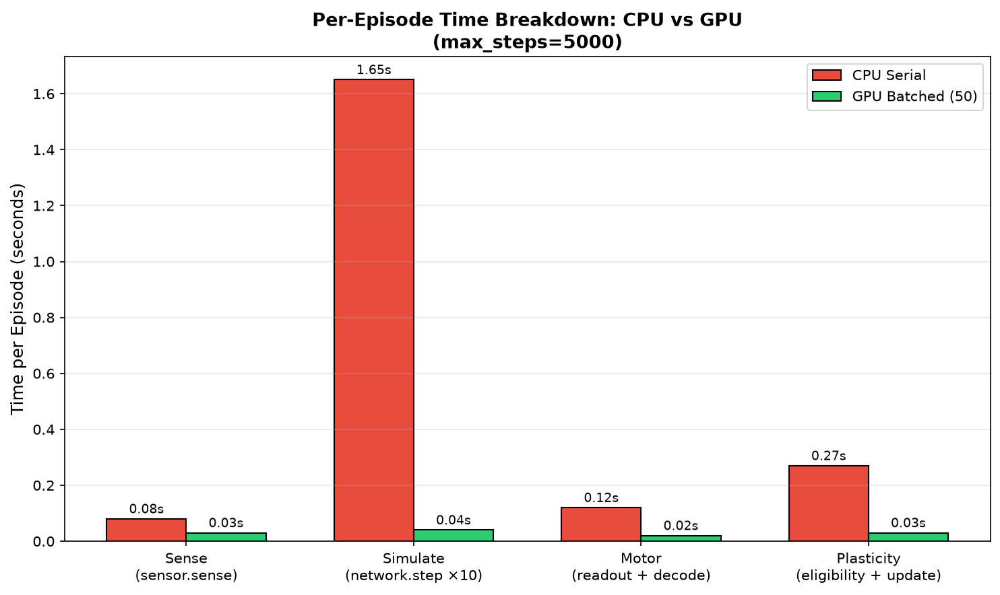 Per-Episode Time Breakdown: CPU vs GPU
(max_steps=5000)
CPU Serial
GPU Batched (50)
Time per Episode (seconds)
1.6
1.4
1.2
1.0
0.8
0.6
0.4
0.2
0.0
0.08s
0.03s
1.65s
0.04s
0.12s
0.02s
0.27s
0.03s
Sense
(sensor.sense)
Simulate
(network.step ×10)
Motor
(readout + decode)
Plasticity
(eligibility + update)